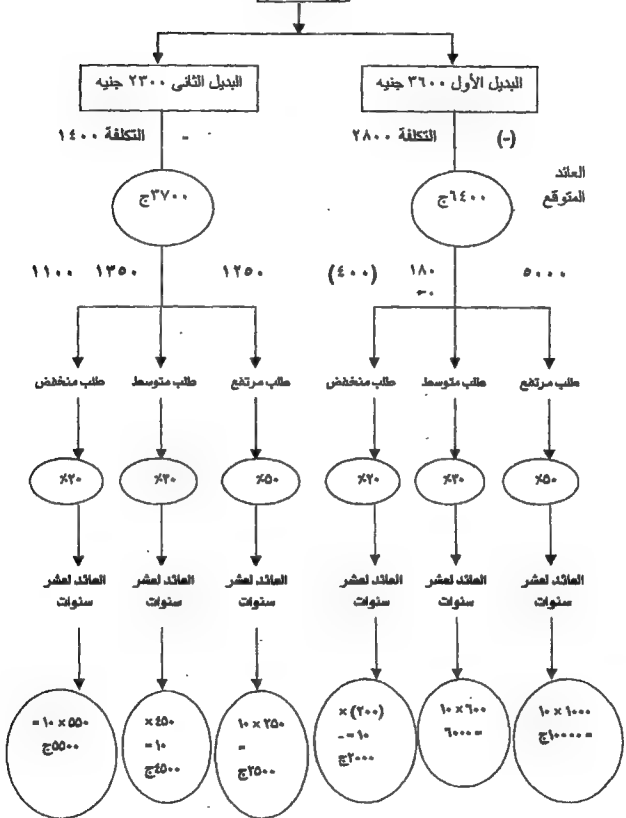 البديل الأول ٣٦٠٠ جنيه
البديل الثانى ٢٣٠٠ جنيه
(-) التكلفة ٢٨٠٠
- التكلفة ١٤٠٠
العائد
المتوقع
٦٤٠٠ج
٣٧٠٠ج
٥٠٠٠
١٨٠
٠-
(٤٠٠)
١٢٥٠
١٣٥٠
١١٠٠
طلب مرتفع
طلب متوسط
طلب منخفض
طلب مرتفع
طلب متوسط
طلب منخفض
٥٠٪
٣٠٪
٢٠٪
٥٠٪
٣٠٪
٢٠٪
العائد لعشر
سنوات
العائد لعشر
سنوات
العائد لعشر
سنوات
العائد لعشر
سنوات
العائد لعشر
سنوات
العائد لعشر
سنوات
١٠٠٠ × ١٠
= ١٠٠٠٠ج
٦٠٠ × ١٠
= ٦٠٠٠
(٢٠٠) ×
١٠ = -
٢٠٠٠ج
٢٥٠ × ١٠
=
٢٥٠٠ج
٤٥٠ ×
١٠ =
٤٥٠٠ج
٥٥٠ × ١٠ =
٥٥٠٠ج